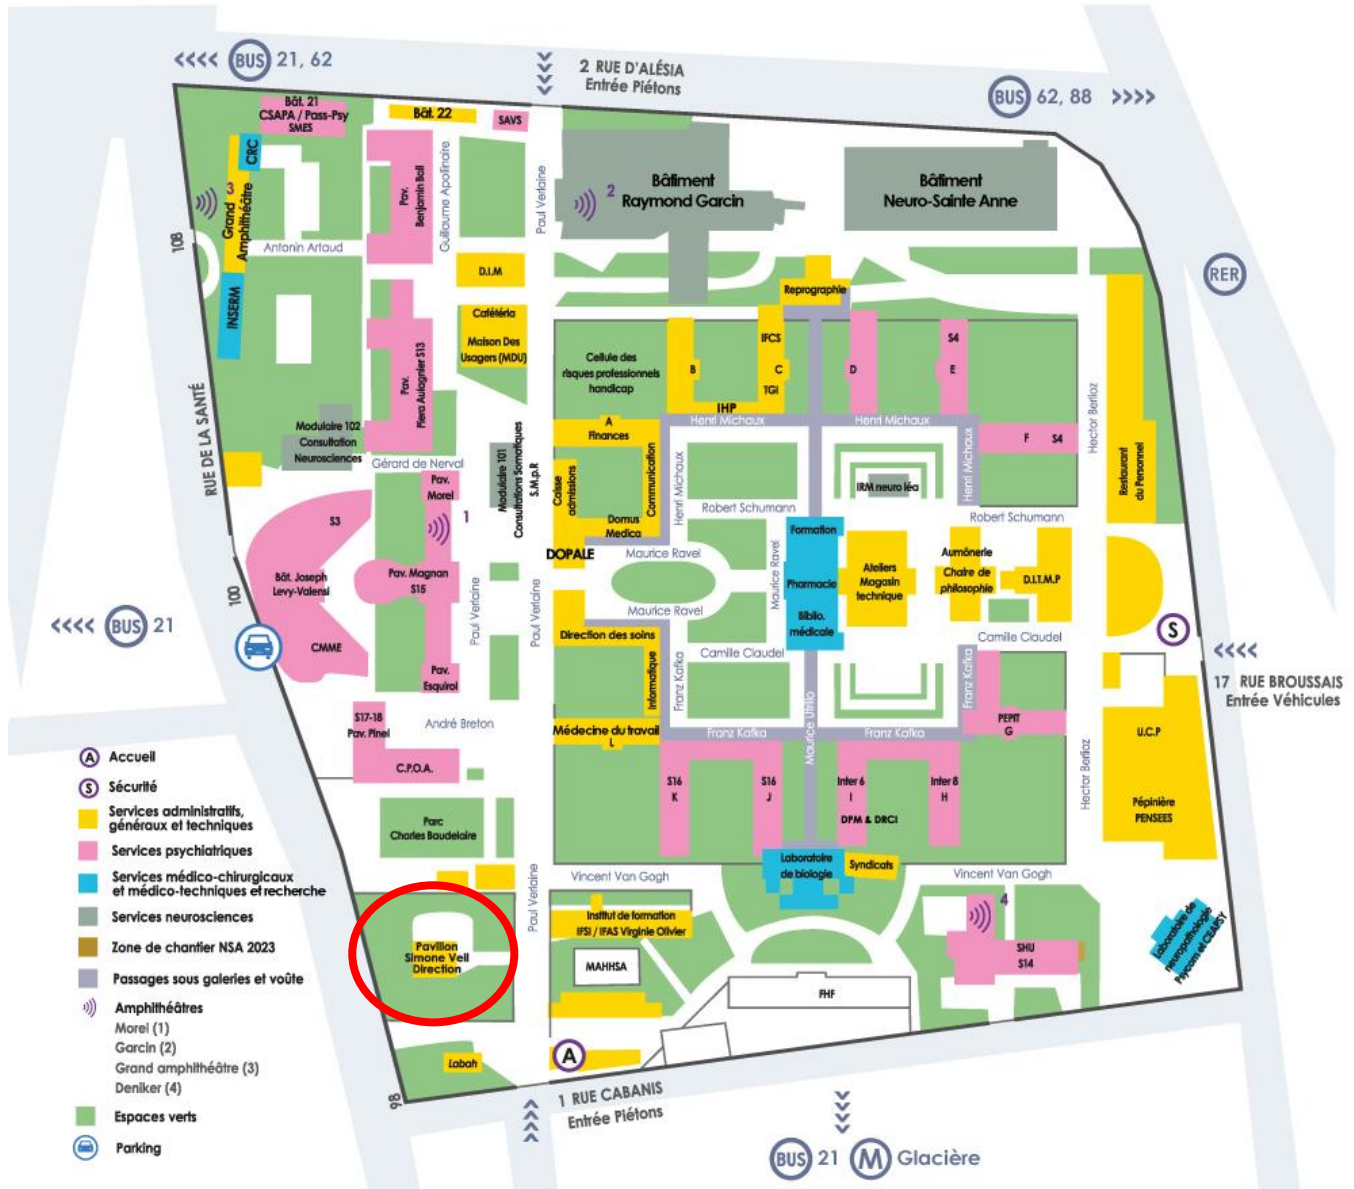 <<<< BUS 21, 62
2 RUE D'ALÉSIA
Entrée Piétons
BUS 62, 88 >>>>
Bât. 21
CSAPA / Pass-Psy
SMES
Bât. 22
SAVS
CRC
3
Grand
Amphithéâtre
Pav.
Benjamin Ball
Guillaume Apollinaire
Paul Verlaine
2
Bâtiment
Raymond Garcin
Bâtiment
Neuro-Sainte Anne
108
Antonin Artaud
D.I.M
RER
INSERM
Reprographie
Cafétéria
Maison Des
Usagers (MDU)
Pav.
Piera Aulagnier S13
Cellule des
risques professionnels
handicap
B
IFCS
C
TGI
D
S4
E
IHP
Henri Michaux
Henri Michaux
Hector Berlioz
RUE DE LA SANTÉ
Modulaire 102
Consultation
Neurosciences
Gérard de Nerval
Modulaire 101
Consultations Somatiques
S.M.p.R
A
Finances
Caisse
admissions
Communication
Henri Michaux
Henri Michaux
F S4
Restaurant
du Personnel
Pav.
Morel
1
IRM neuro léa
Robert Schumann
Robert Schumann
S3
Domus
Medica
DOPALE
Maurice Ravel
Maurice Ravel
Formation
Pharmacie
Biblio.
médicale
Ateliers
Magasin
technique
Aumônerie
Chaire de
philosophie
D.I.T.M.P
100
Bât. Joseph
Levy-Valensi
Pav. Magnan
S15
Paul Verlaine
Paul Verlaine
Maurice Ravel
<<<< BUS 21
CMME
Direction des soins
Camille Claudel
Camille Claudel
S
<<<<
17 RUE BROUSSAIS
Entrée Véhicules
Pav.
Esquirol
Informatique
Franz Kafka
Franz Kafka
S17-18
Pav. Pinel
André Breton
Médecine du travail
L
Franz Kafka
Maurice Utrillo
Franz Kafka
PEPIT
G
U.C.P
C.P.O.A.
S16
K
S16
J
Inter 6
I
Inter 8
H
DPM & DRCI
Hector Berlioz
Pépinière
PENSEES
Parc
Charles Baudelaire
Laboratoire
de biologie
Syndicats
Vincent Van Gogh
Vincent Van Gogh
Paul Verlaine
4
Pavillon
Simone Veil
Direction
Institut de formation
IFSI / IFAS Virginie Olivier
MAHHSA
FHF
SHU
S14
Laboratoire de
neuropathologie
Psycom et CEAPSY
Labah
A
98
1 RUE CABANIS
Entrée Piétons
BUS 21 M Glacière
A Accueil
S Sécurité
Services administratifs,
généraux et techniques
Services psychiatriques
Services médico-chirurgicaux
et médico-techniques et recherche
Services neurosciences
Zone de chantier NSA 2023
Passages sous galeries et voûte
Amphithéâtres
Morel (1)
Garcin (2)
Grand amphithéâtre (3)
Deniker (4)
Espaces verts
Parking